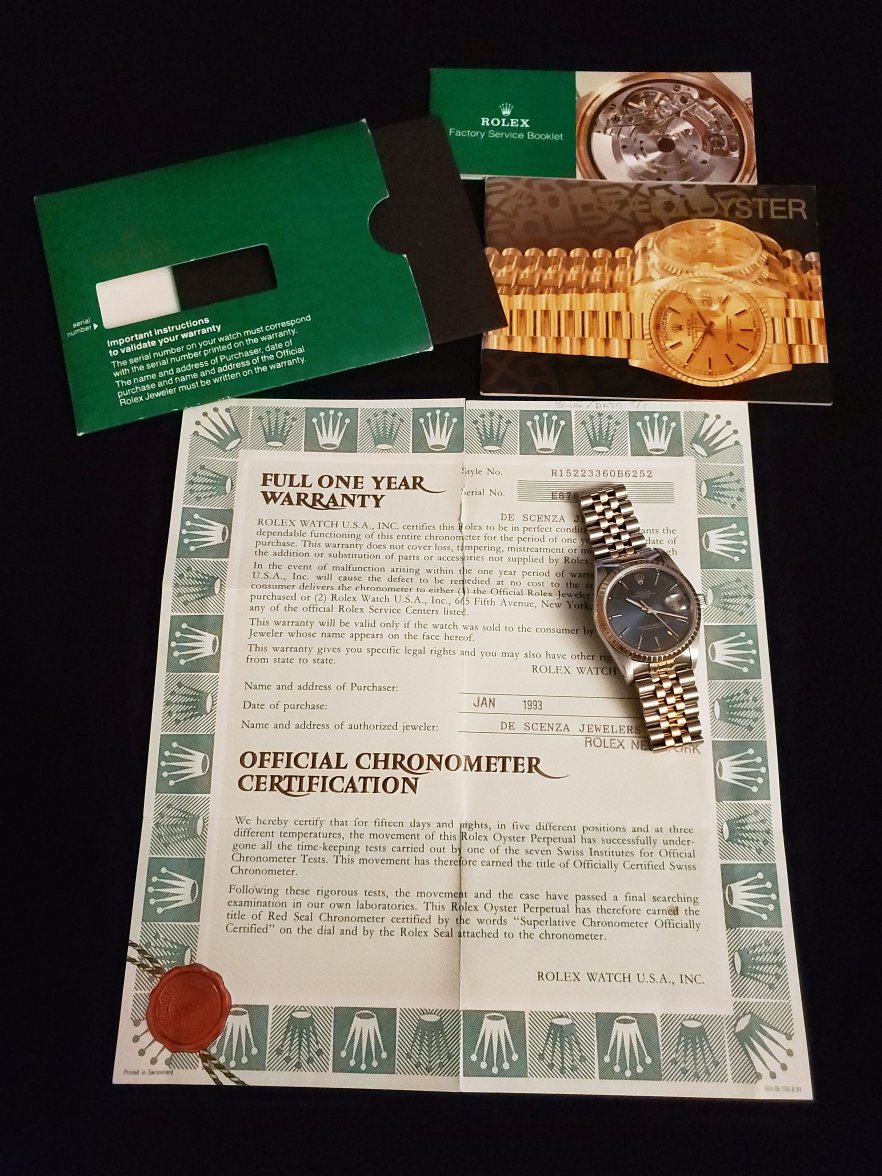 ROLEX
Factory Service Booklet
OYSTER
ROLEX
serial
number
Important instructions
to validate your warranty
The serial number on your watch must correspond
with the serial number printed on the warranty.
The name and address of Purchaser, date of
purchase and name and address of the Official
Rolex Jeweler must be written on the warranty.
FULL ONE YEAR
WARRANTY
Style No. R15223360B6252
Serial No. E876
DE SCENZA
ROLEX WATCH U.S.A., INC. certifies this Rolex to be in perfect the
dependable functioning of this entire chronometer for the period of one date of
purchase. This warranty does not cover loss, tampering, mistreatment or
the addition or substitution of parts or accessories not supplied by Rolex.
In the event of malfunction arising within the one year period of
U.S.A., Inc. will cause the defect to be remedied at no cost to the
consumer delivers the chronometer to either (1) the Official Rolex Jeweler
purchased or (2) Rolex Watch U.S.A., Inc., 665 Fifth Avenue, New York,
any of the official Rolex Service Centers listed.
This warranty will be valid only if the watch was sold to the consumer by
Jeweler whose name appears on the face hereof.
This warranty gives you specific legal rights and you may also have other
from state to state.
ROLEX WATCH
Name and address of Purchaser:
Date of purchase: JAN 1993
Name and address of authorized jeweler: DE SCENZA JEWELERS
ROLEX NEW YORK
OFFICIAL CHRONOMETER
CERTIFICATION
We hereby certify that for fifteen days and nights, in five different positions and at three
different temperatures, the movement of this Rolex Oyster Perpetual has successfully under-
gone all the time-keeping tests carried out by one of the seven Swiss Institutes for Official
Chronometer Tests. This movement has therefore earned the title of Officially Certified Swiss
Chronometer.
Following these rigorous tests, the movement and the case have passed a final searching
examination in our own laboratories. This Rolex Oyster Perpetual has therefore earned the
title of Red Seal Chronometer certified by the words "Superlative Chronometer Officially
Certified" on the dial and by the Rolex Seal attached to the chronometer.
ROLEX WATCH U.S.A., INC.
Printed in Switzerland